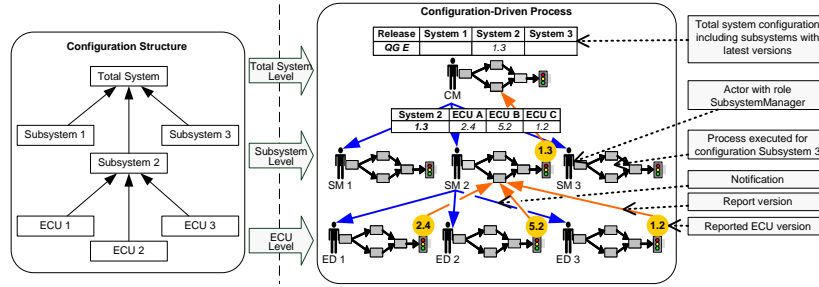 Configuration Structure
Total System
Subsystem 1
Subsystem 3
Subsystem 2
ECU 1
ECU 3
ECU 2
Total System
Level
Subsystem
Level
ECU
Level
Configuration-Driven Process
Release System 1 System 2 System 3
QG E 1.3
CM
System 2 ECU A ECU B ECU C
1.3 2.4 5.2 1.2
1.3
SM 1
SM 2
SM 3
2.4
5.2
1.2
ED 1
ED 2
ED 3
Total system configuration
including subsystems with
latest versions
Actor with role
SubsystemManager
Process executed for
configuration Subsystem 3
Notification
Report version
Reported ECU version